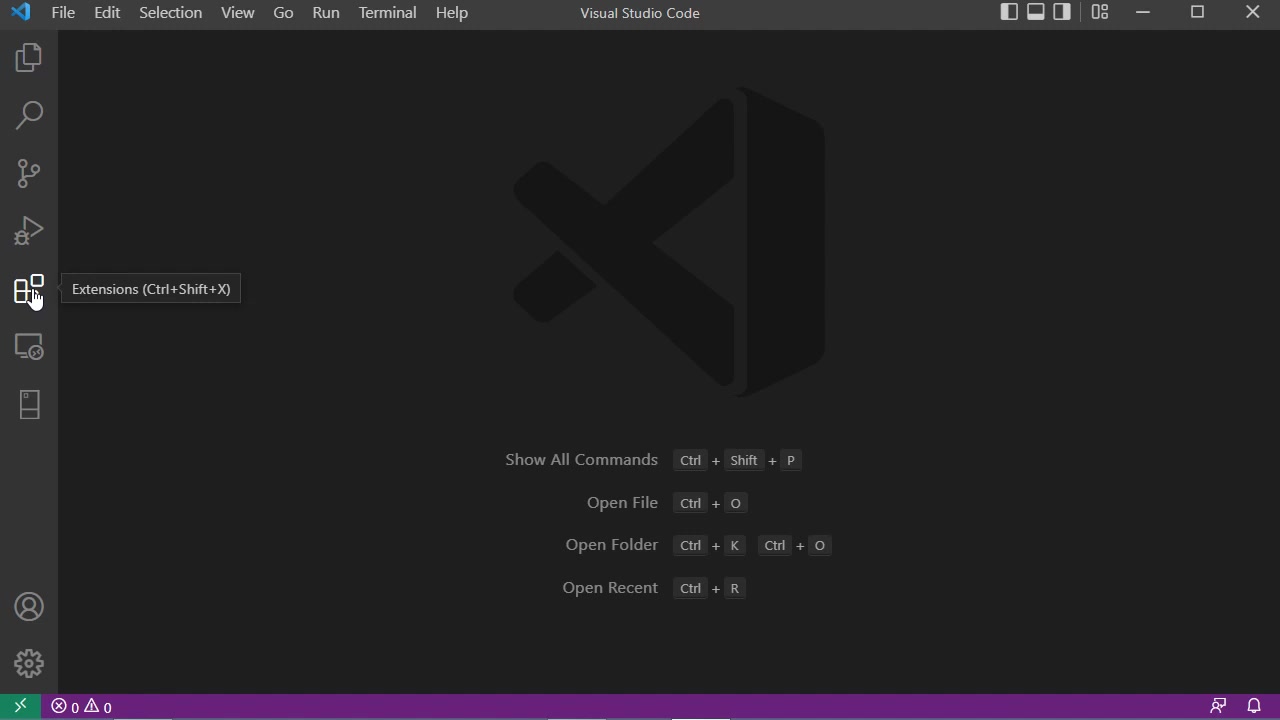 File Edit Selection View Go Run Terminal Help Visual Studio Code
Extensions (Ctrl+Shift+X)
Show All Commands Ctrl + Shift + P
Open File Ctrl + O
Open Folder Ctrl + K Ctrl + O
Open Recent Ctrl + R
0 0